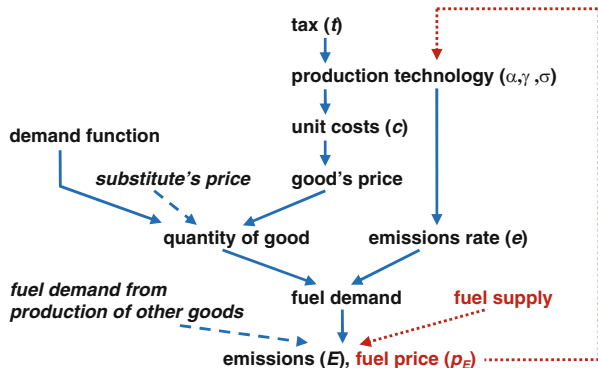 tax (t)
production technology (α,γ ,σ)
unit costs (c)
demand function
substitute's price
good's price
quantity of good
emissions rate (e)
fuel demand from
production of other goods
fuel demand
fuel supply
emissions (E), fuel price (pE)